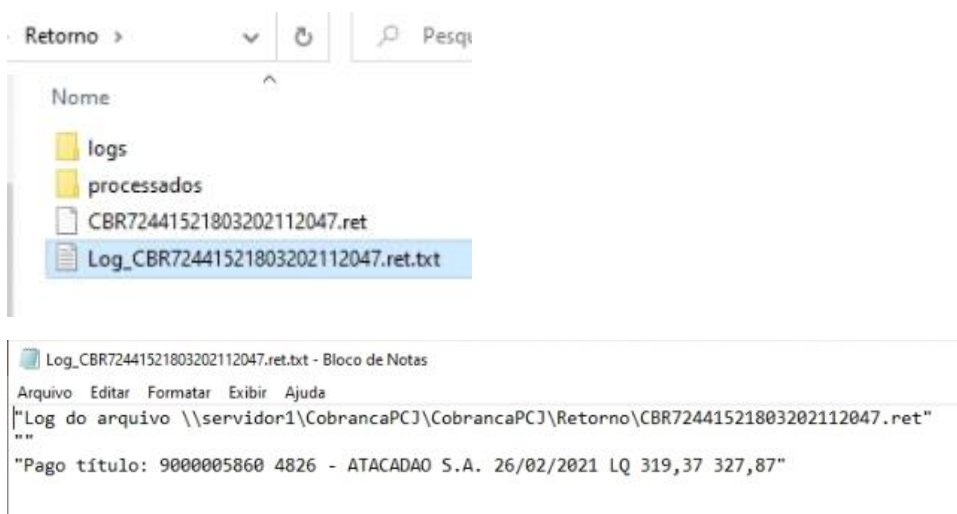 Retorno >
Pesqu
Nome
logs
processados
CBR72441521803202112047.ret
Log_CBR72441521803202112047.ret.txt
Log_CBR72441521803202112047.ret.txt - Bloco de Notas
Arquivo Editar Formatar Exibir Ajuda
"Log do arquivo \\servidor1\CobrancaPCJ\CobrancaPCJ\Retorno\CBR72441521803202112047.ret"
""
"Pago título: 9000005860 4826 - ATACADAO S.A. 26/02/2021 LQ 319,37 327,87"